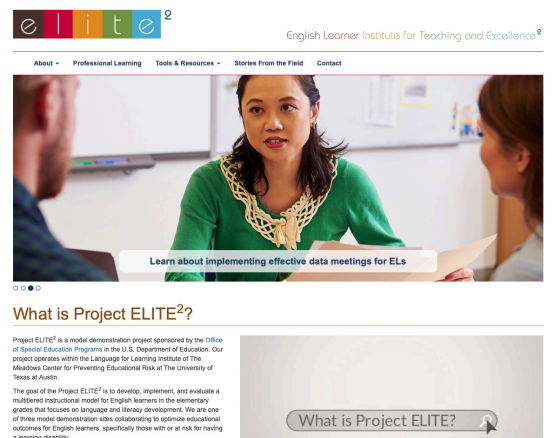 elite²
English Learner Institute for Teaching and Excellence²
About Professional Learning Tools & Resources Stories From the Field Contact
Learn about implementing effective data meetings for ELs
What is Project ELITE²?
Project ELITE² is a model demonstration project sponsored by the Office
of Special Education Programs in the U.S. Department of Education. Our
project operates within the Language for Learning Institute of The
Meadows Center for Preventing Educational Risk at The University of
Texas at Austin.
The goal of the Project ELITE² is to develop, implement, and evaluate a
multitiered instructional model for English learners in the elementary
grades that focuses on language and literacy development. We are one
of three model demonstration sites collaborating to optimize educational
outcomes for English learners, specifically those with or at risk for having
a learning disability.
What is Project ELITE?